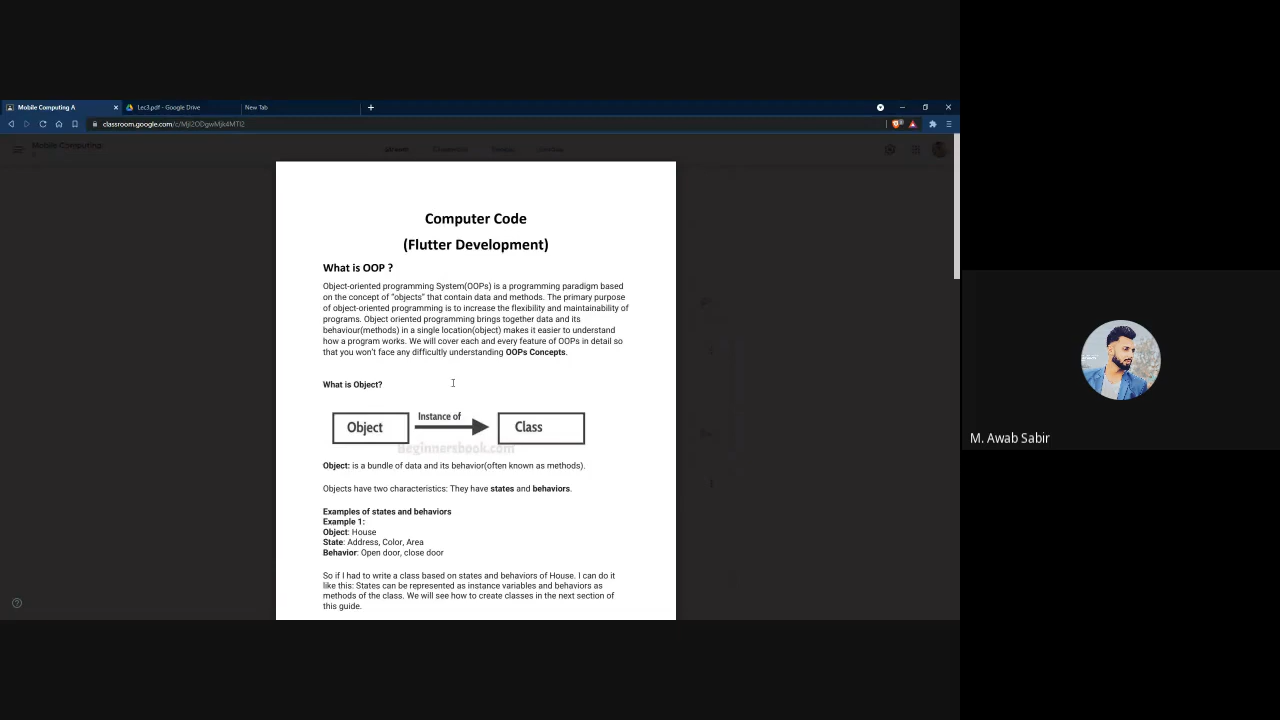 Mobile Computing A
Lec3.pdf - Google Drive
New Tab
Mobile Computing
Computer Code
(Flutter Development)
What is OOP ?
Object-oriented programming System(OOPs) is a programming paradigm based
on the concept of "objects" that contain data and methods. The primary purpose
of object-oriented programming is to increase the flexibility and maintainability of
programs. Object oriented programming brings together data and its
behaviour(methods) in a single location(object) makes it easier to understand
how a program works. We will cover each and every feature of OOPs in detail so
that you won't face any difficultly understanding OOPs Concepts.
What is Object?
Object
Instance of
Class
Beginnersbook.com
Object: is a bundle of data and its behavior(often known as methods).
Objects have two characteristics: They have states and behaviors.
Examples of states and behaviors
Example 1:
Object: House
State: Address, Color, Area
Behavior: Open door, close door
So if I had to write a class based on states and behaviors of House. I can do it
like this: States can be represented as instance variables and behaviors as
methods of the class. We will see how to create classes in the next section of
this guide.
M. Awab Sabir